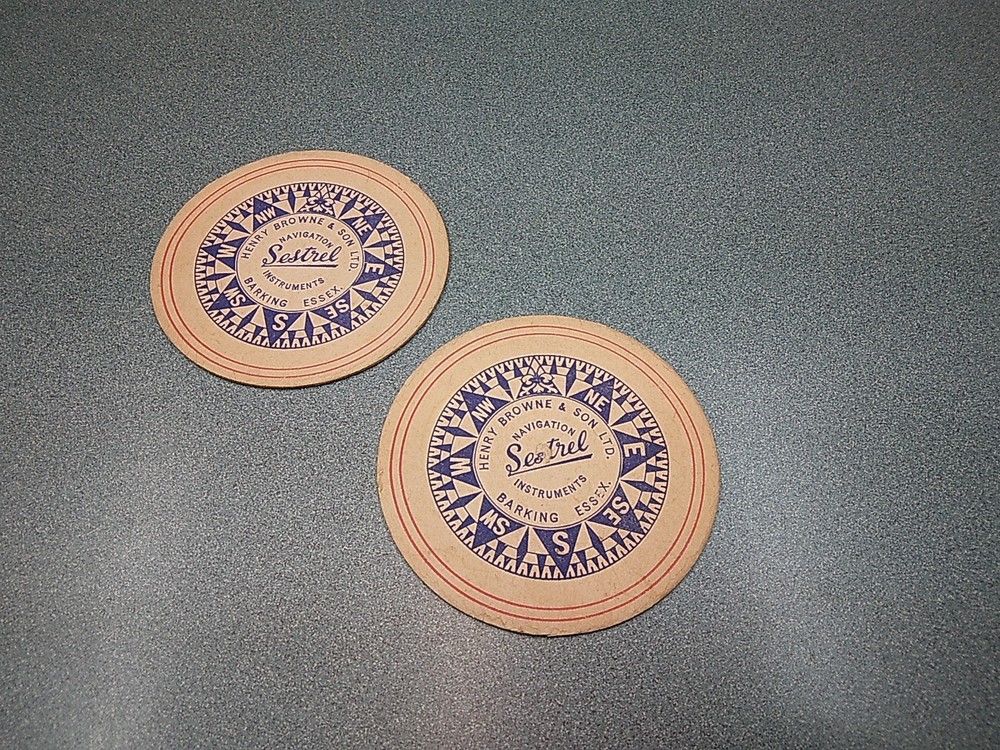 HENRY BROWNE & SON LTD.
NAVIGATION
Sestrel
INSTRUMENTS
BARKING ESSEX.
NE
E
SE
S
SW
W
NW
HENRY BROWNE & SON LTD.
NAVIGATION
Sestrel
INSTRUMENTS
BARKING ESSEX.
NE
E
SE
S
SW
W
NW